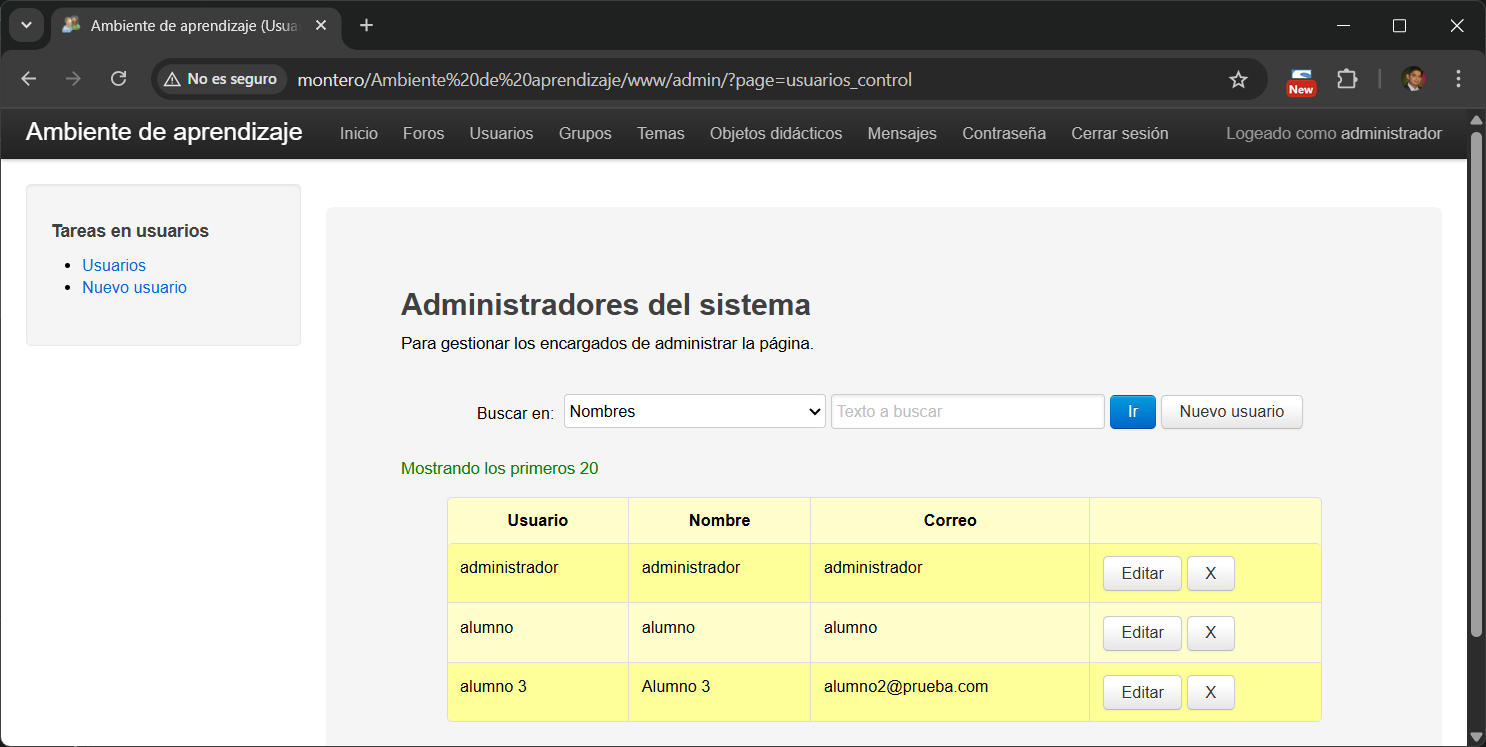 Ambiente de aprendizaje (Usua
No es seguro
montero/Ambiente%20de%20aprendizaje/www/admin/?page=usuarios_control
New
Ambiente de aprendizaje Inicio Foros Usuarios Grupos Temas Objetos didácticos Mensajes Contraseña Cerrar sesión Logeado como administrador
Tareas en usuarios
Usuarios
Nuevo usuario
Administradores del sistema
Para gestionar los encargados de administrar la página.
Buscar en: Nombres Texto a buscar Ir Nuevo usuario
Mostrando los primeros 20
Usuario Nombre Correo
administrador administrador administrador Editar X
alumno alumno alumno Editar X
alumno 3 Alumno 3 alumno2@prueba.com Editar X